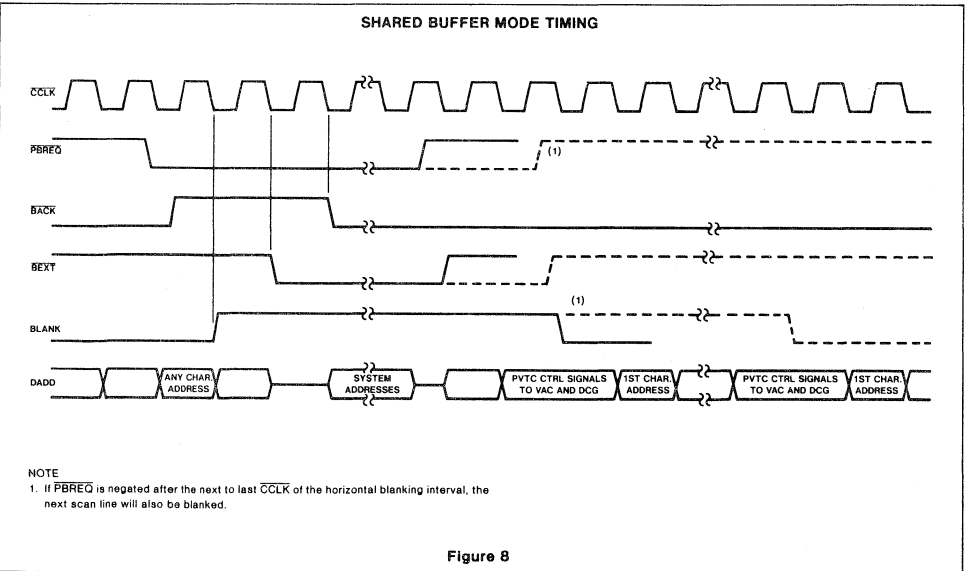 SHARED BUFFER MODE TIMING
CCLK
PBREQ
(1)
BACK
BEXT
(1)
BLANK
DADD
ANY CHAR.
ADDRESS
SYSTEM
ADDRESSES
PVTC CTRL SIGNALS
TO VAC AND DCG
1ST CHAR.
ADDRESS
PVTC CTRL SIGNALS
TO VAC AND DCG
1ST CHAR.
ADDRESS
NOTE
1. If PBREQ is negated after the next to last CCLK of the horizontal blanking interval, the
next scan line will also be blanked.
Figure 8